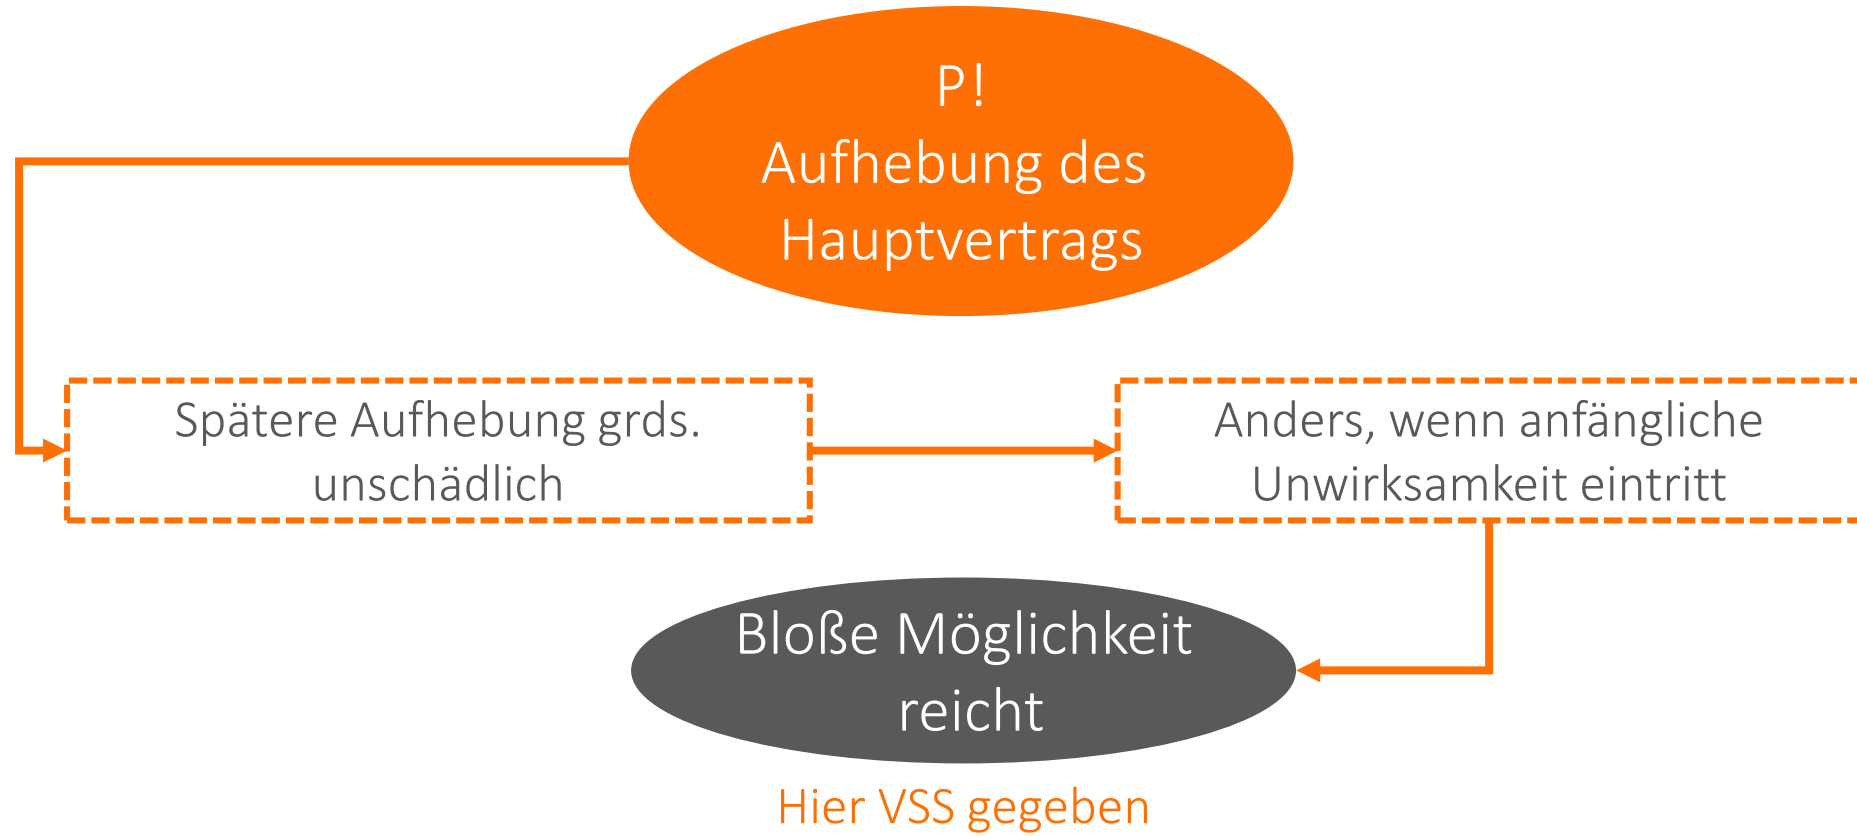 P!
Aufhebung des
Hauptvertrags
Spätere Aufhebung grds.
unschädlich
Anders, wenn anfängliche
Unwirksamkeit eintritt
Bloße Möglichkeit
reicht
Hier VSS gegeben